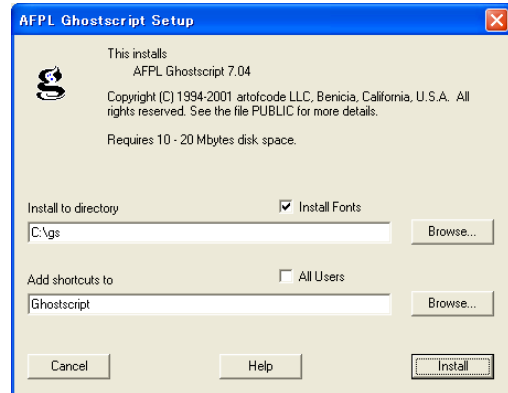 AFPL Ghostscript Setup
This installs
AFPL Ghostscript 7.04
Copyright (C) 1994-2001 artofcode LLC, Benicia, California, U.S.A. All
rights reserved. See the file PUBLIC for more details.
Requires 10 - 20 Mbytes disk space.
Install to directory
Install Fonts
C:\gs
Browse...
Add shortcuts to
All Users
Ghostscript
Browse...
Cancel
Help
Install